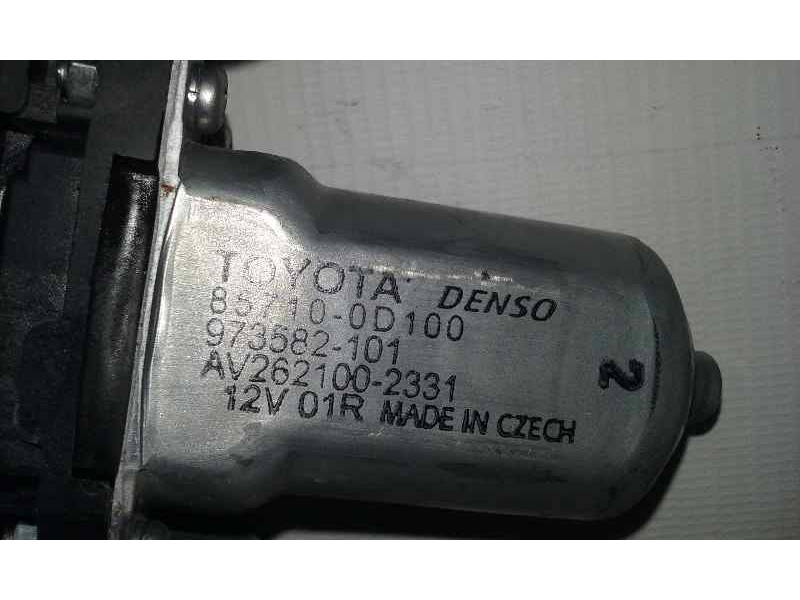 TOYOTA DENSO
85710-0D100
973582-101
AV262100-2331
12V 01R MADE IN CZECH
2